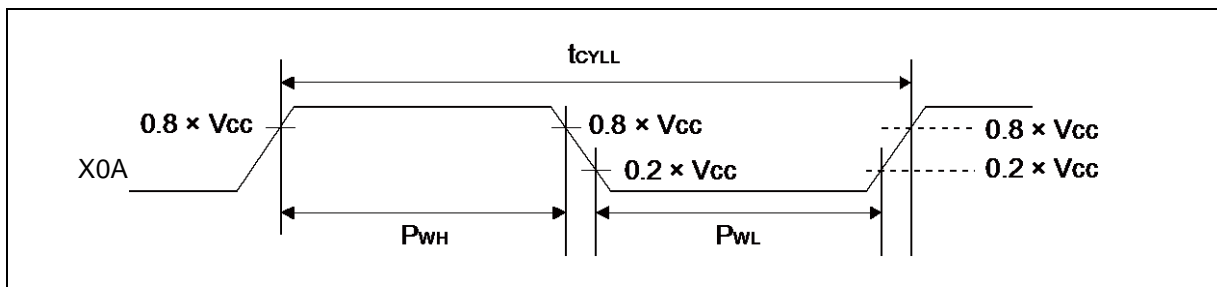 tCYLL
0.8 × Vcc
0.8 × Vcc
0.8 × Vcc
X0A
0.2 × Vcc
0.2 × Vcc
PWH
PWL